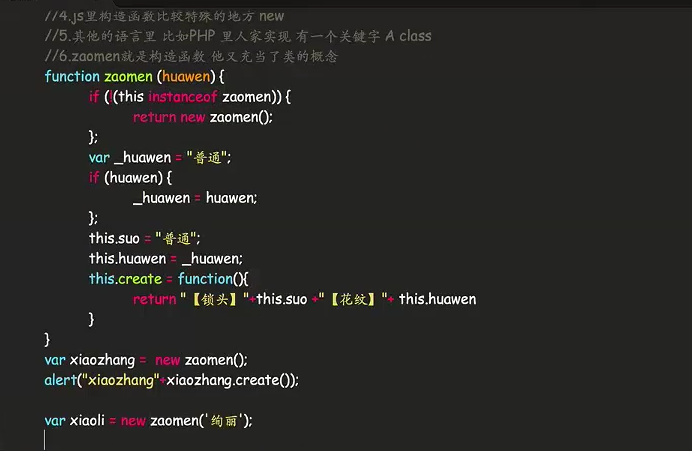 //4.js里构造函数比较特殊的地方 new
//5.其他的语言里 比如PHP 里人家实现 有一个关键字 A class
//6.zaomen就是构造函数 他又充当了类的概念
function zaomen (huawen) {
if (!(this instanceof zaomen)) {
return new zaomen();
};
var _huawen = "普通";
if (huawen) {
_huawen = huawen;
};
this.suo = "普通";
this.huawen = _huawen;
this.create = function(){
return "【锁头】"+this.suo +"【花纹】"+ this.huawen
}
}
var xiaozhang = new zaomen();
alert("xiaozhang"+xiaozhang.create());
var xiaoli = new zaomen('绚丽');